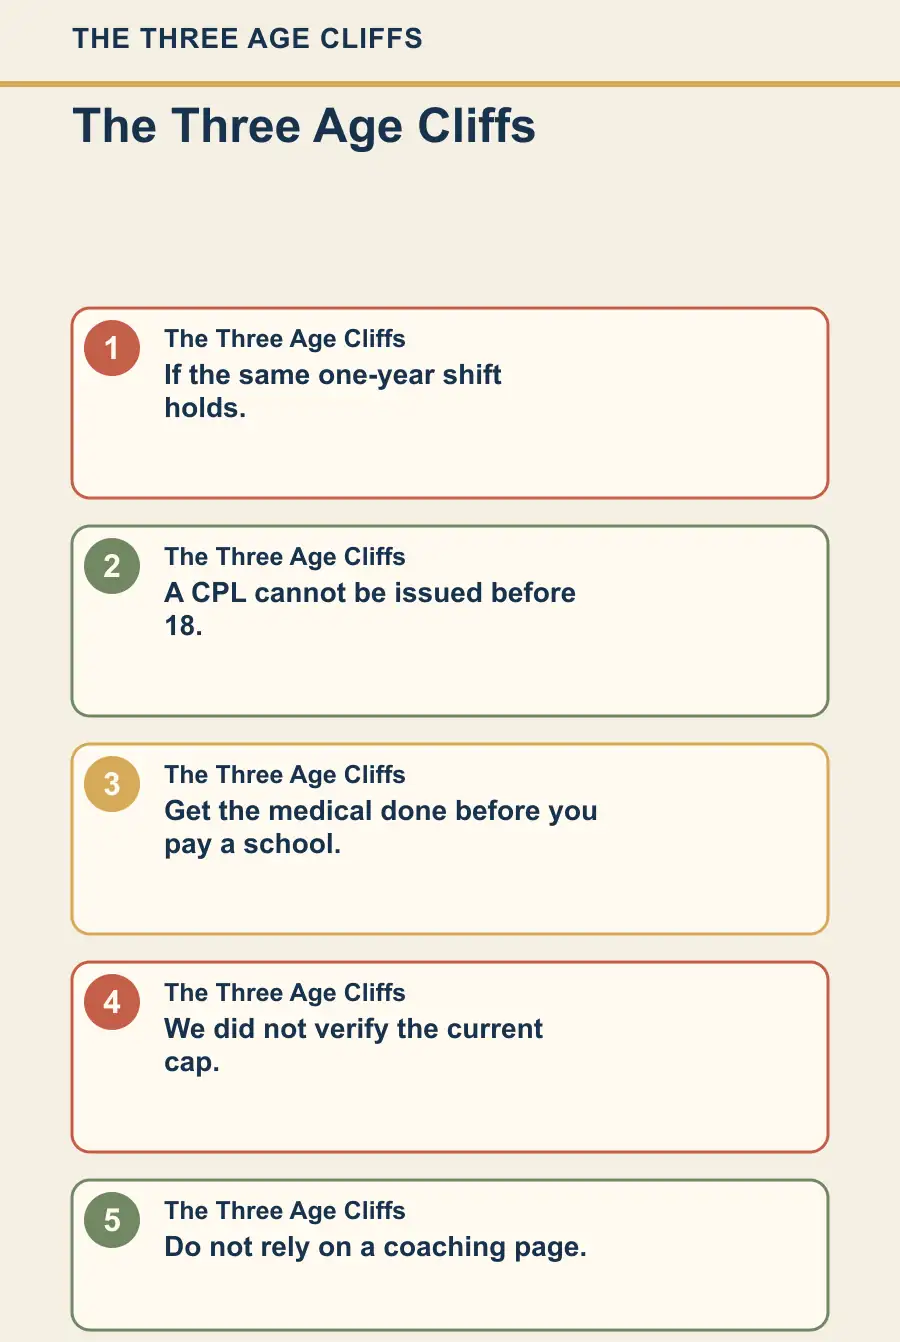 THE THREE AGE CLIFFS
The Three Age Cliffs
1
The Three Age Cliffs
If the same one-year shift
holds.
2
The Three Age Cliffs
A CPL cannot be issued before
18.
3
The Three Age Cliffs
Get the medical done before you
pay a school.
4
The Three Age Cliffs
We did not verify the current
cap.
5
The Three Age Cliffs
Do not rely on a coaching page.